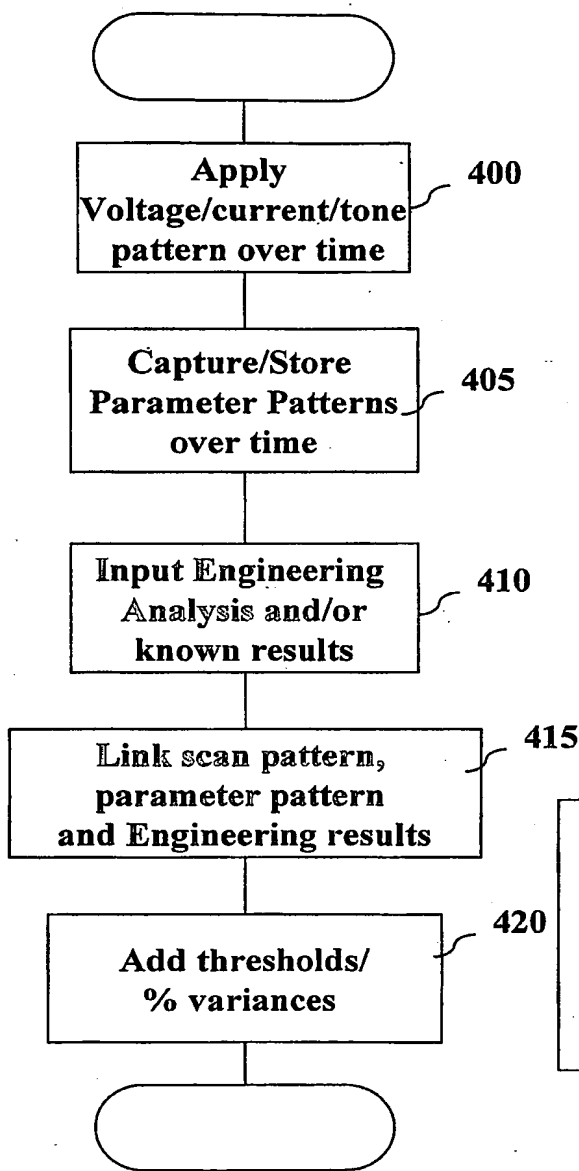 Apply
Voltage/current/tone
pattern over time
400
Capture/Store
Parameter Patterns
over time
405
Input Engineering
Analysis and/or
known results
410
Link scan pattern,
parameter pattern
and Engineering results
415
Add thresholds/
% variances
420